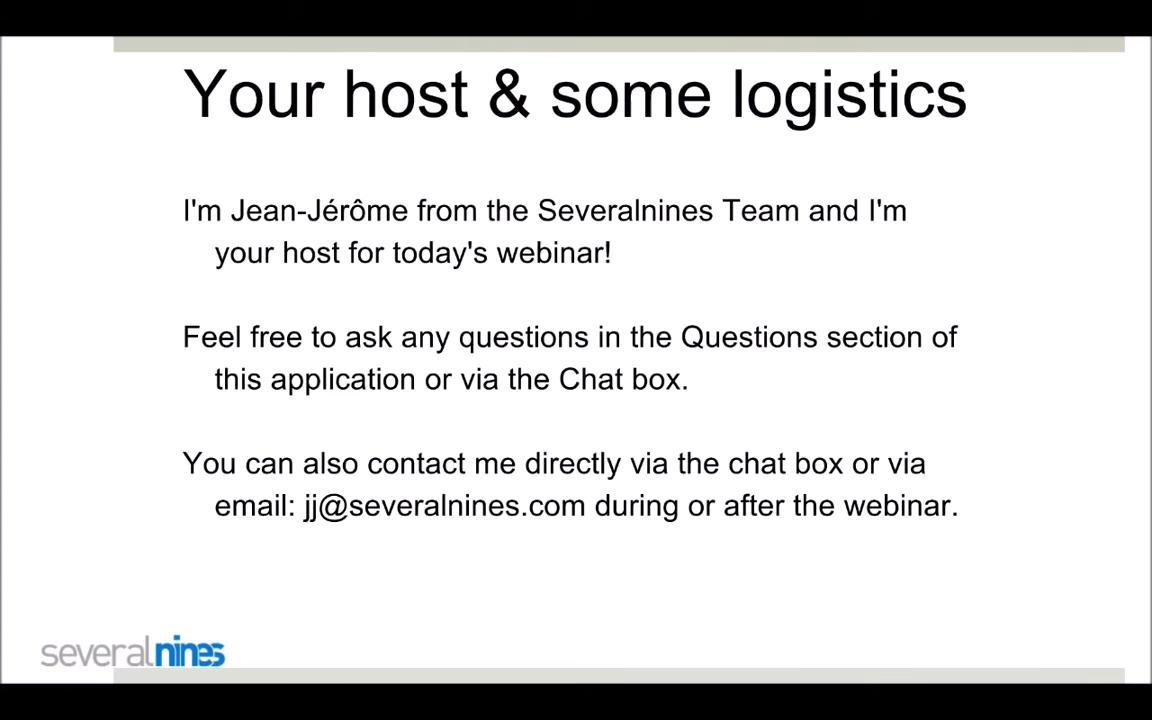 Your host & some logistics
I'm Jean-Jérôme from the Severalnines Team and I'm
your host for today's webinar!
Feel free to ask any questions in the Questions section of
this application or via the Chat box.
You can also contact me directly via the chat box or via
email: jj@severalnines.com during or after the webinar.
severalnines